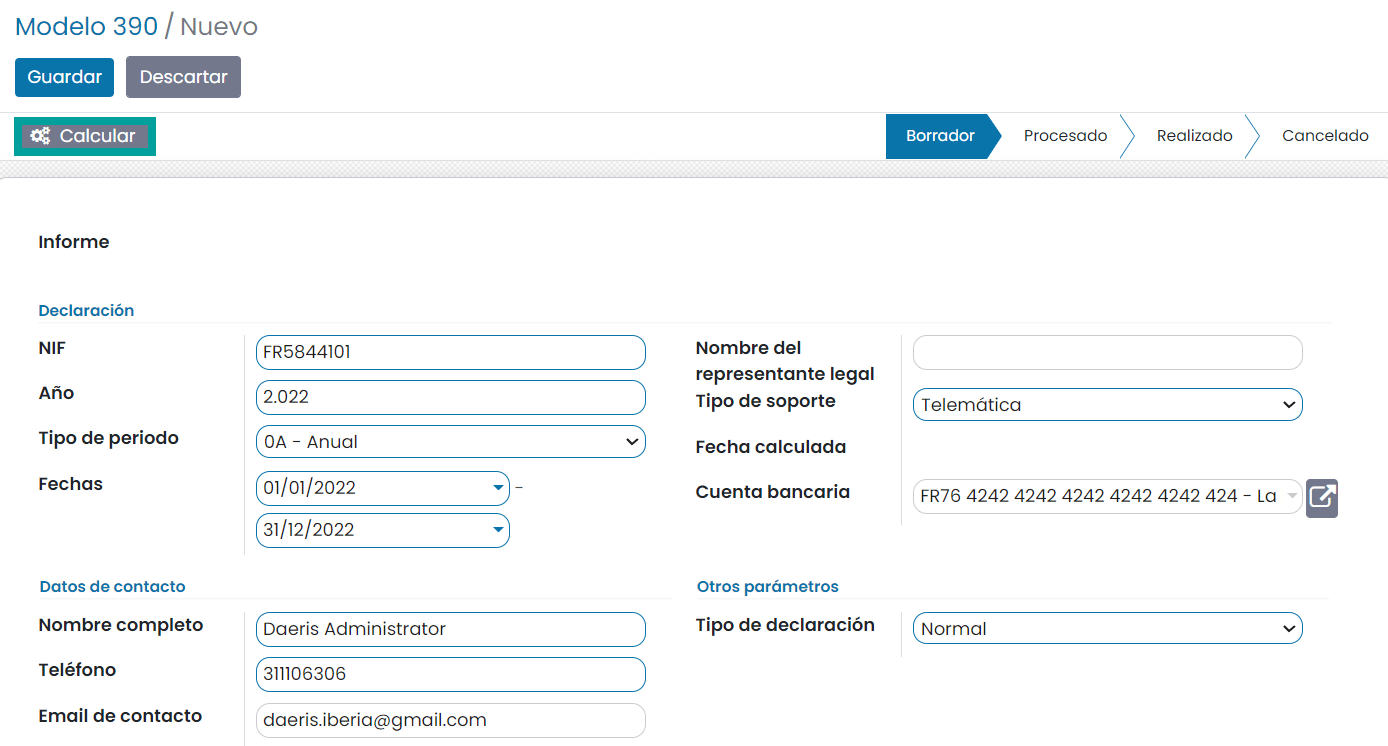 Modelo 390 / Nuevo
Guardar Descartar
Calcular
Borrador Procesado Realizado Cancelado
Informe
Declaración
NIF FR5844101
Año 2.022
Tipo de periodo 0A - Anual
Fechas 01/01/2022 -
31/12/2022
Nombre del
representante legal
Tipo de soporte Telemática
Fecha calculada
Cuenta bancaria FR76 4242 4242 4242 4242 4242 424 - La
Datos de contacto
Nombre completo Daeris Administrator
Teléfono 311106306
Email de contacto daeris.iberia@gmail.com
Otros parámetros
Tipo de declaración Normal